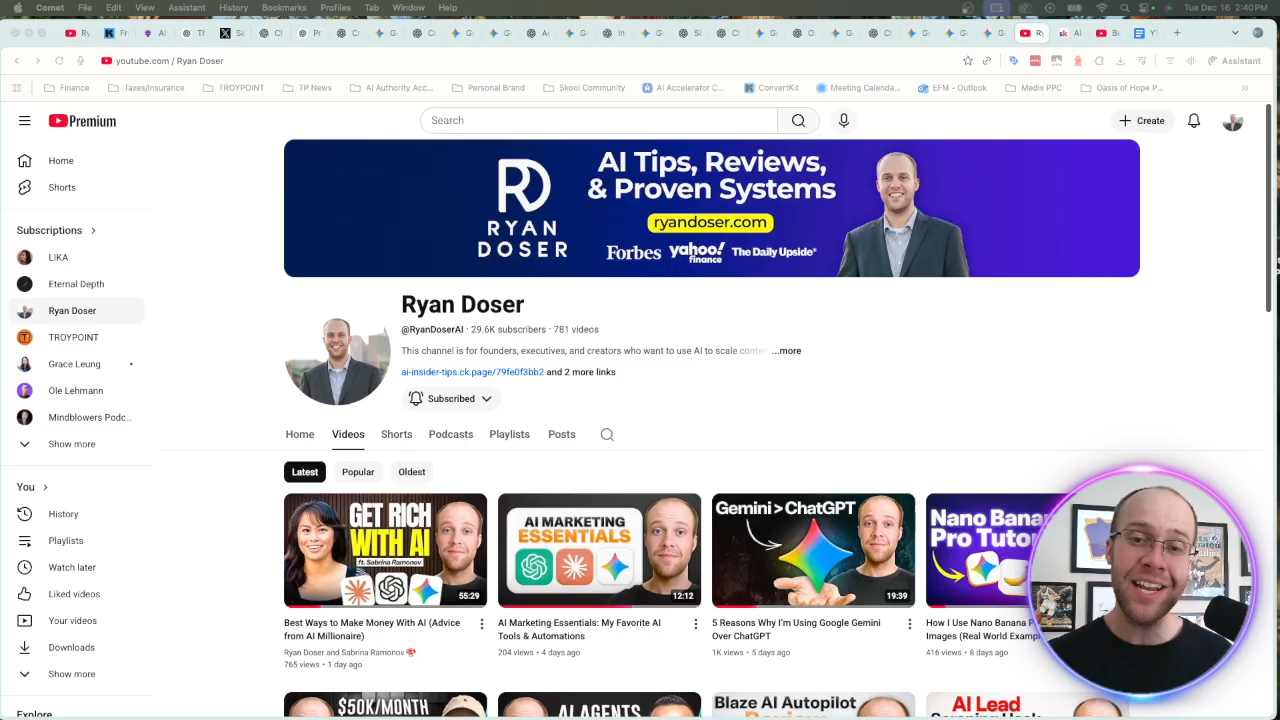 Comet File Edit View Assistant History Bookmarks Profiles Tab Window Help
Tue Dec 16 2:40PM
youtube.com / Ryan Doser
Assistant
Finance
Taxes/Insurance
TROYPOINT
TP News
AI Authority Acc...
Personal Brand
Skool Community
AI Accelerator C...
ConvertKit
Meeting Calenda...
EFM – Outlook
Medix PPC
Oasis of Hope P...
Premium
Search
Create
Home
Shorts
Subscriptions
LIKA
Eternal Depth
Ryan Doser
TROYPOINT
Grace Leung
Ole Lehmann
Mindblowers Podc...
Show more
You
History
Playlists
Watch later
Liked videos
Your videos
Downloads
Show more
Explore
RD
RYAN
DOSER
AI Tips, Reviews,
& Proven Systems
ryandoser.com
Forbes yahoo! finance The Daily Upside
Ryan Doser
@RyanDoserAI · 29.6K subscribers · 781 videos
This channel is for founders, executives, and creators who want to use AI to scale conten ...more
ai-insider-tips.ck.page/79fe0f3bb2 and 2 more links
Subscribed
Home Videos Shorts Podcasts Playlists Posts
Latest Popular Oldest
GET RICH
WITH AI
ft. Sabrina Ramonov
55:29
Best Ways to Make Money With AI (Advice
from AI Millionaire)
Ryan Doser and Sabrina Ramonov
765 views • 1 day ago
AI MARKETING
ESSENTIALS
12:12
AI Marketing Essentials: My Favorite AI
Tools & Automations
204 views • 4 days ago
Gemini>ChatGPT
19:39
5 Reasons Why I'm Using Google Gemini
Over ChatGPT
1K views • 5 days ago
Nano Banan
Pro Tutor
How I Use Nano Banana P
Images (Real World Examp
416 views • 8 days ago
$50K/MONTH
AI AGENTS
Blaze AI Autopilot
Review
AI Lead